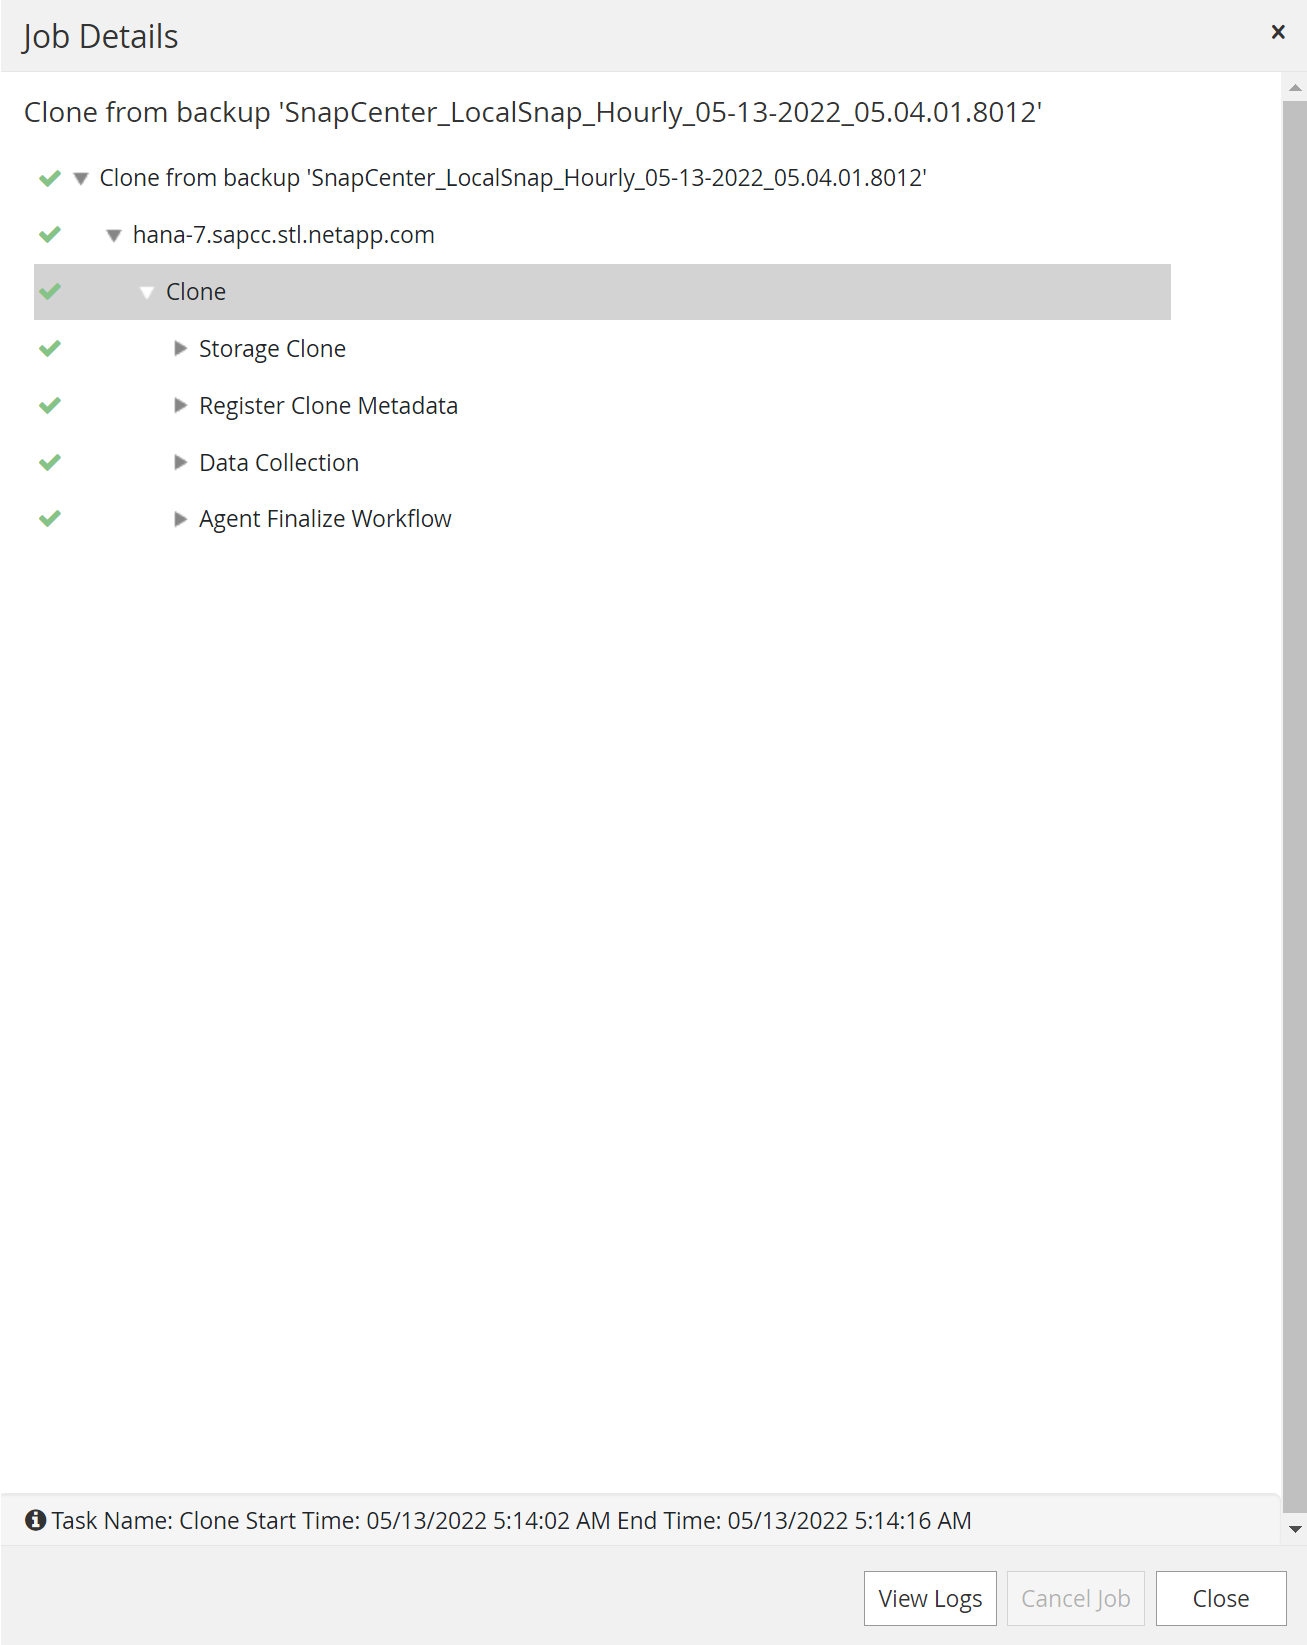 Job Details
Clone from backup 'SnapCenter_LocalSnap_Hourly_05-13-2022_05.04.01.8012'
Clone from backup 'SnapCenter_LocalSnap_Hourly_05-13-2022_05.04.01.8012'
hana-7.sapcc.stl.netapp.com
Clone
Storage Clone
Register Clone Metadata
Data Collection
Agent Finalize Workflow
Task Name: Clone Start Time: 05/13/2022 5:14:02 AM End Time: 05/13/2022 5:14:16 AM
View Logs Cancel Job Close